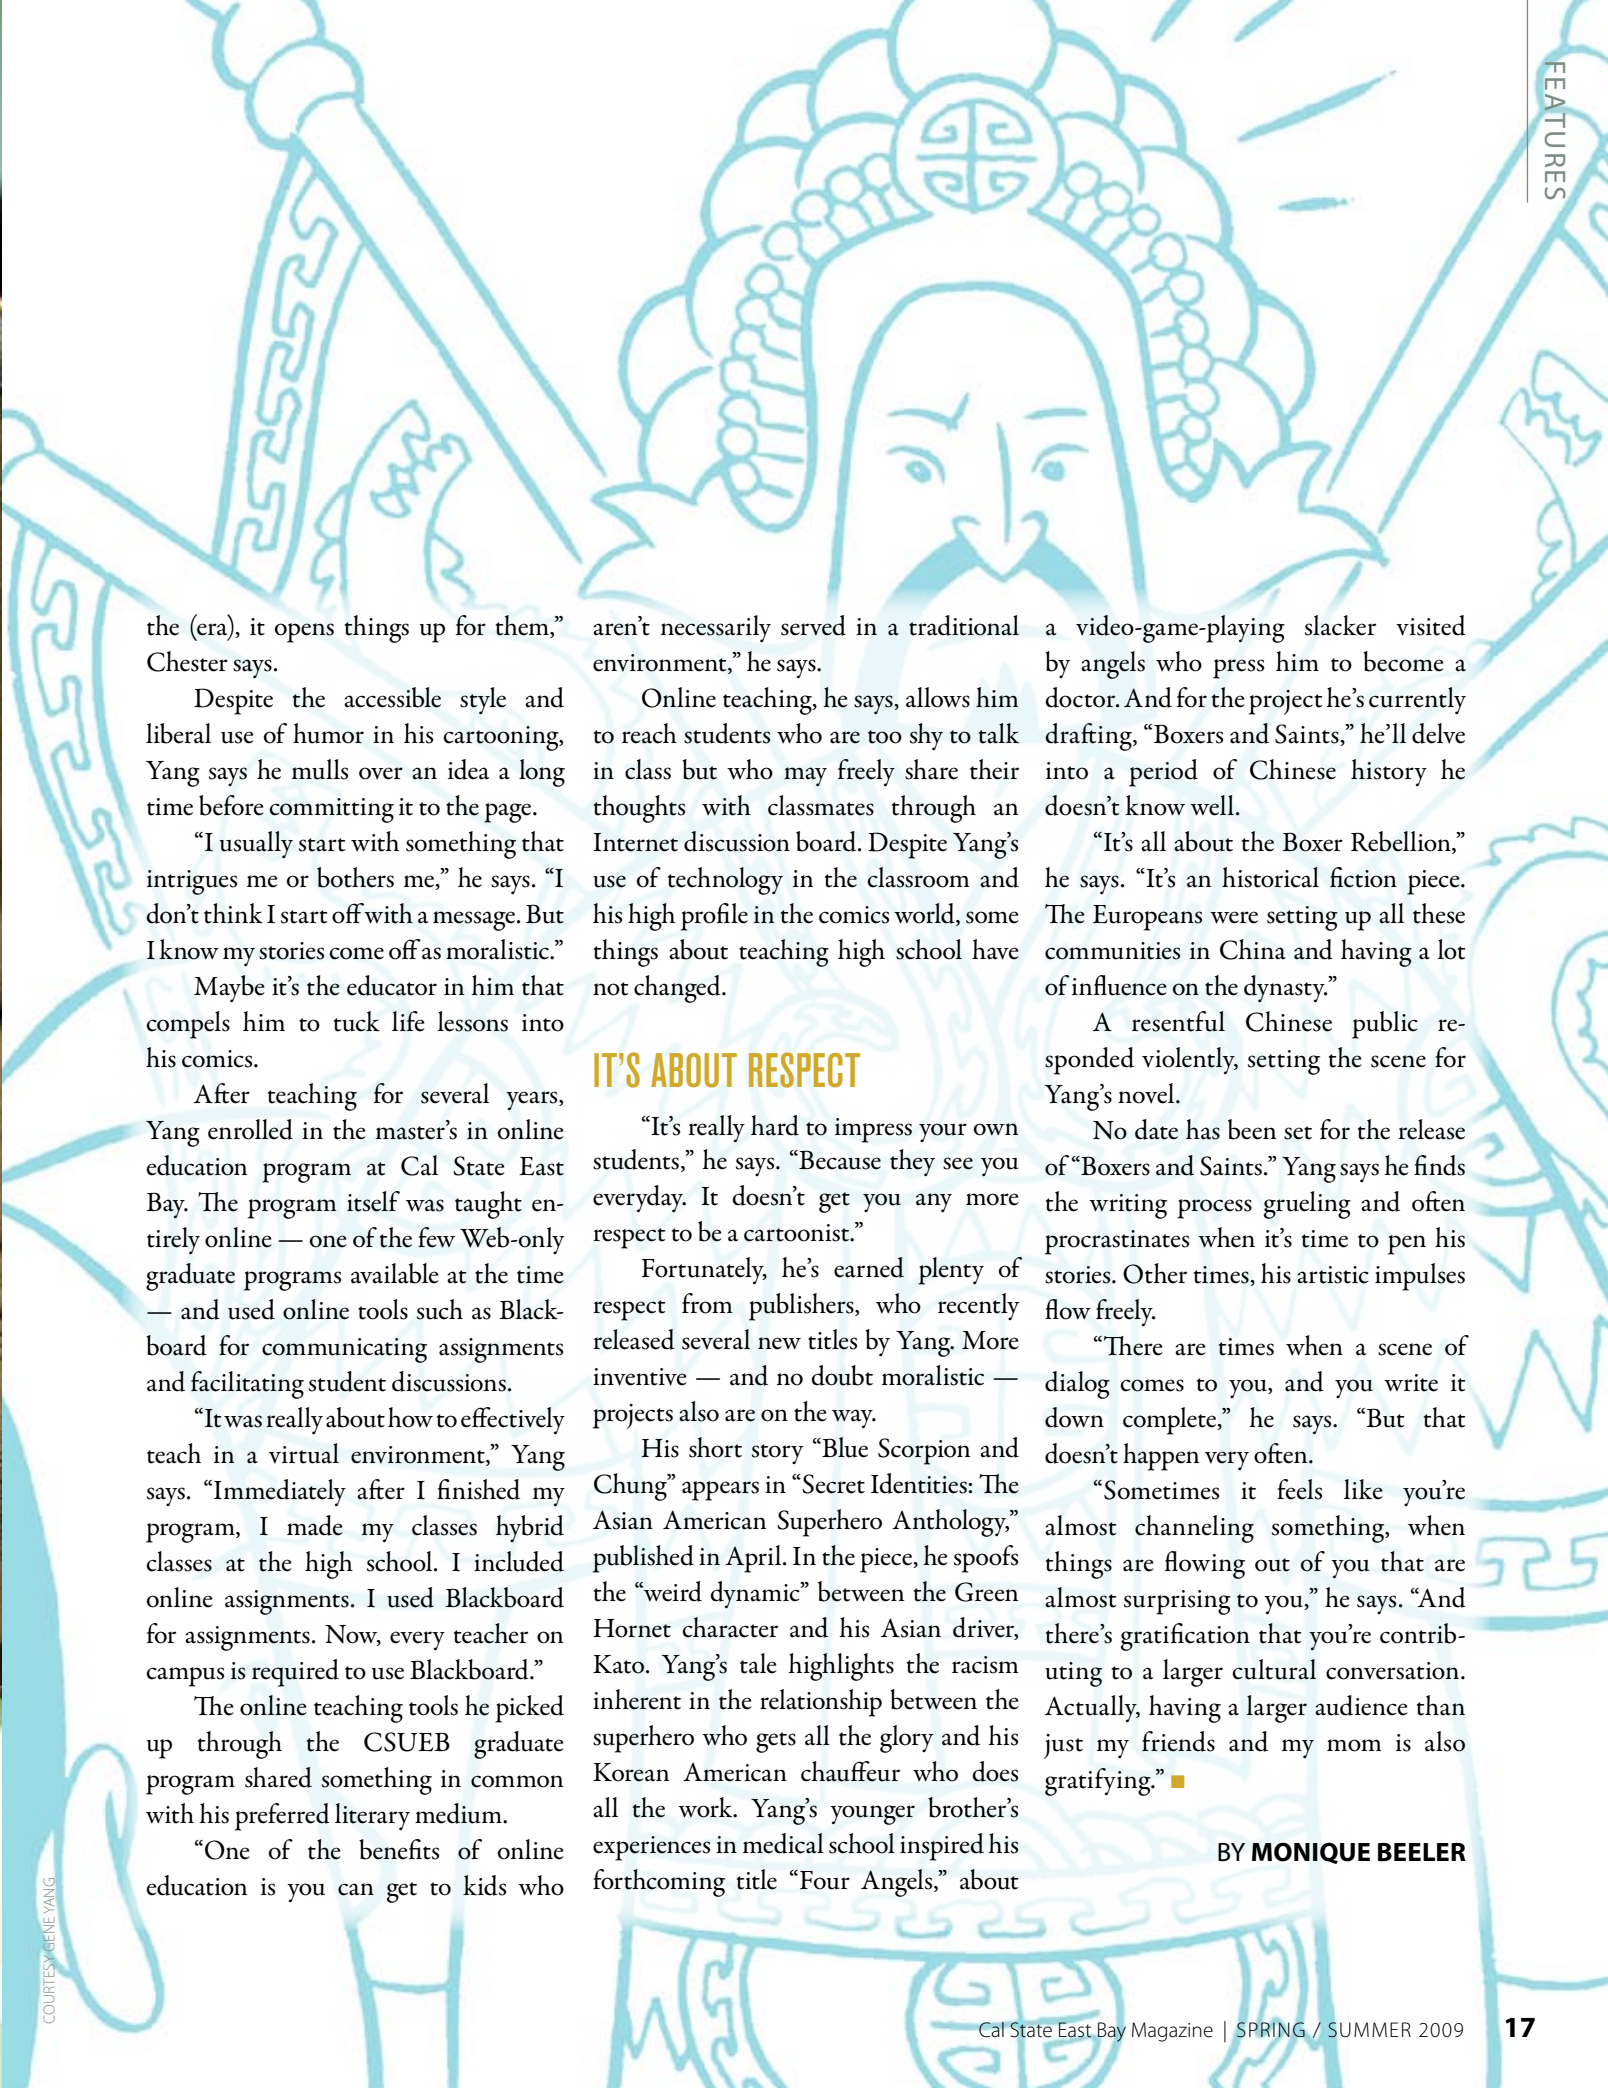 FEATURES
the (era), it opens things up for them,”
Chester says.
Despite the accessible style and
liberal use of humor in his cartooning,
Yang says he mulls over an idea a long
time before committing it to the page.
“I usually start with something that
intrigues me or bothers me,” he says. “I
don’t think I start off with a message. But
I know my stories come off as moralistic.”
Maybe it’s the educator in him that
compels him to tuck life lessons into
his comics.
After teaching for several years,
Yang enrolled in the master’s in online
education program at Cal State East
Bay. The program itself was taught en-
tirely online — one of the few Web-only
graduate programs available at the time
— and used online tools such as Black-
board for communicating assignments
and facilitating student discussions.
“It was really about how to effectively
teach in a virtual environment,” Yang
says. “Immediately after I finished my
program, I made my classes hybrid
classes at the high school. I included
online assignments. I used Blackboard
for assignments. Now, every teacher on
campus is required to use Blackboard.”
The online teaching tools he picked
up through the CSUEB graduate
program shared something in common
with his preferred literary medium.
“One of the benefits of online
education is you can get to kids who
aren’t necessarily served in a traditional
environment,” he says.
Online teaching, he says, allows him
to reach students who are too shy to talk
in class but who may freely share their
thoughts with classmates through an
Internet discussion board. Despite Yang’s
use of technology in the classroom and
his high profile in the comics world, some
things about teaching high school have
not changed.
IT’S ABOUT RESPECT
“It’s really hard to impress your own
students,” he says. “Because they see you
everyday. It doesn’t get you any more
respect to be a cartoonist.”
Fortunately, he’s earned plenty of
respect from publishers, who recently
released several new titles by Yang. More
inventive — and no doubt moralistic —
projects also are on the way.
His short story “Blue Scorpion and
Chung” appears in “Secret Identities: The
Asian American Superhero Anthology,”
published in April. In the piece, he spoofs
the “weird dynamic” between the Green
Hornet character and his Asian driver,
Kato. Yang’s tale highlights the racism
inherent in the relationship between the
superhero who gets all the glory and his
Korean American chauffeur who does
all the work. Yang’s younger brother’s
experiences in medical school inspired his
forthcoming title “Four Angels,” about
a video-game-playing slacker visited
by angels who press him to become a
doctor. And for the project he’s currently
drafting, “Boxers and Saints,” he’ll delve
into a period of Chinese history he
doesn’t know well.
“It’s all about the Boxer Rebellion,”
he says. “It’s an historical fiction piece.
The Europeans were setting up all these
communities in China and having a lot
of influence on the dynasty.”
A resentful Chinese public re-
sponded violently, setting the scene for
Yang’s novel.
No date has been set for the release
of “Boxers and Saints.” Yang says he finds
the writing process grueling and often
procrastinates when it’s time to pen his
stories. Other times, his artistic impulses
flow freely.
“There are times when a scene of
dialog comes to you, and you write it
down complete,” he says. “But that
doesn’t happen very often.
“Sometimes it feels like you’re
almost channeling something, when
things are flowing out of you that are
almost surprising to you,” he says. “And
there’s gratification that you’re contrib-
uting to a larger cultural conversation.
Actually, having a larger audience than
just my friends and my mom is also
gratifying.” ■
BY MONIQUE BEELER
COURTESY GENE YANG
Cal State East Bay Magazine | SPRING / SUMMER 2009 17